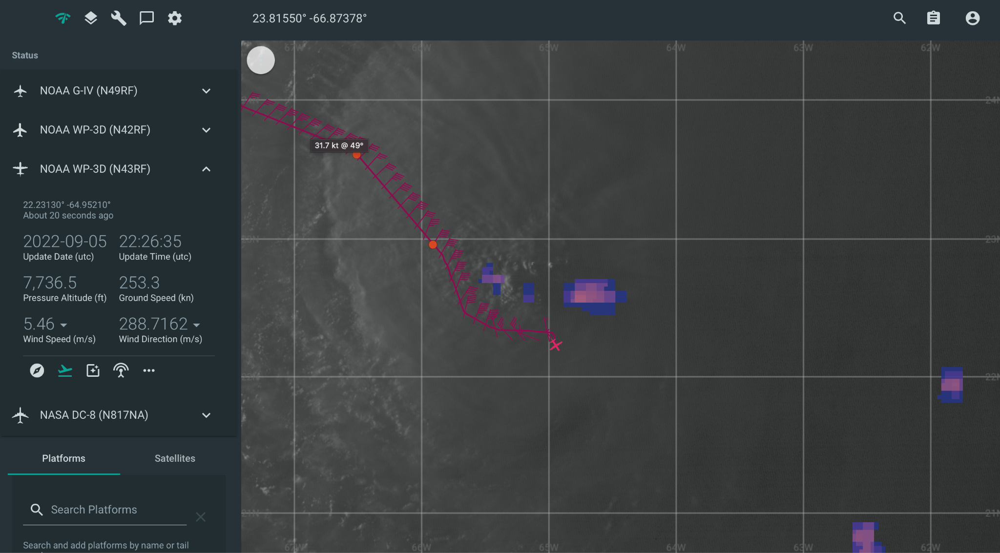 23.81550° -66.87378°
Status
NOAA G-IV (N49RF)
NOAA WP-3D (N42RF)
NOAA WP-3D (N43RF)
22.23130° -64.95210°
About 20 seconds ago
2022-09-05 22:26:35
Update Date (utc) Update Time (utc)
7,736.5 253.3
Pressure Altitude (ft) Ground Speed (kn)
5.46 288.7162
Wind Speed (m/s) Wind Direction (m/s)
NASA DC-8 (N817NA)
Platforms Satellites
Search Platforms
Search and add platforms by name or tail
67W 66W 65W 64W 63W 62W
24N 24N
31.7 kt @ 49°
23N 23N
22N 22N
21N 21N
67W 66W 65W 64W 63W 62W